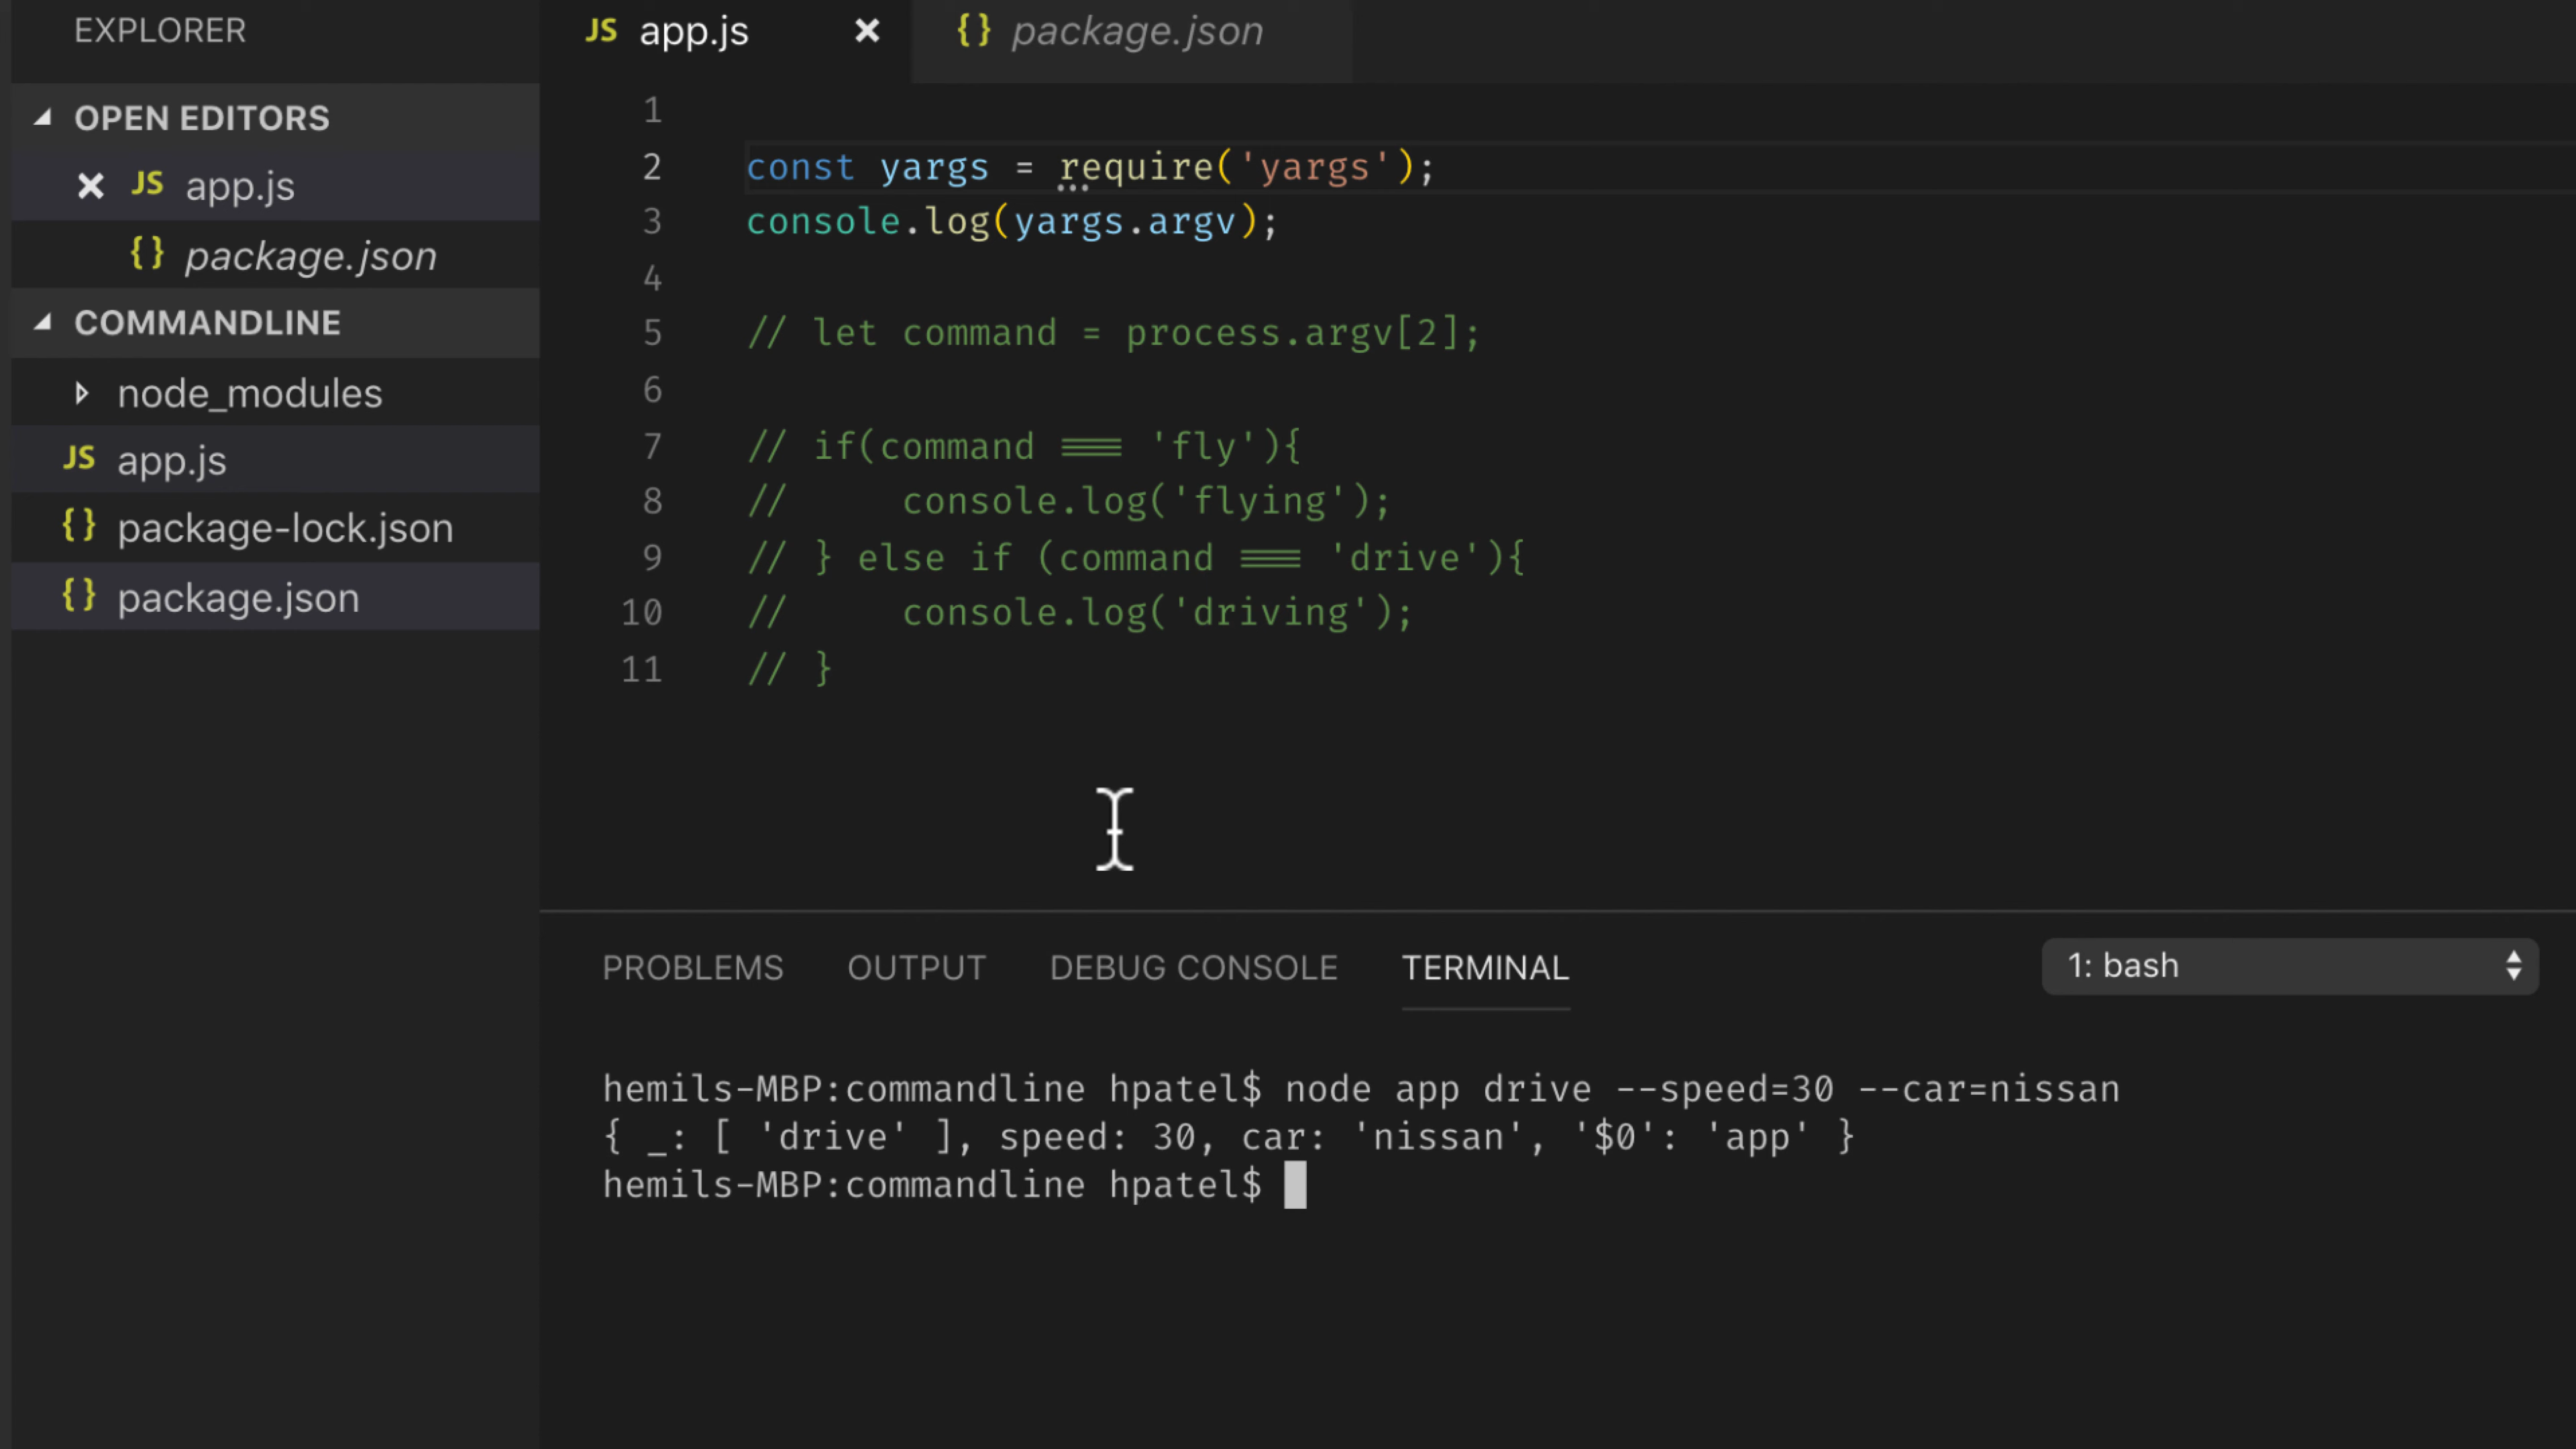 EXPLORER
OPEN EDITORS
JS app.js
{} package.json
COMMANDLINE
node_modules
JS app.js
{} package-lock.json
{} package.json
JS app.js
{} package.json
1
2 const yargs = require('yargs');
3 console.log(yargs.argv);
4
5 // let command = process.argv[2];
6
7 // if(command === 'fly'){
8 //     console.log('flying');
9 // } else if (command === 'drive'){
10 //     console.log('driving');
11 // }
PROBLEMS OUTPUT DEBUG CONSOLE TERMINAL 1: bash
hemils-MBP:commandline hpatel$ node app drive --speed=30 --car=nissan
{ _: [ 'drive' ], speed: 30, car: 'nissan', '$0': 'app' }
hemils-MBP:commandline hpatel$